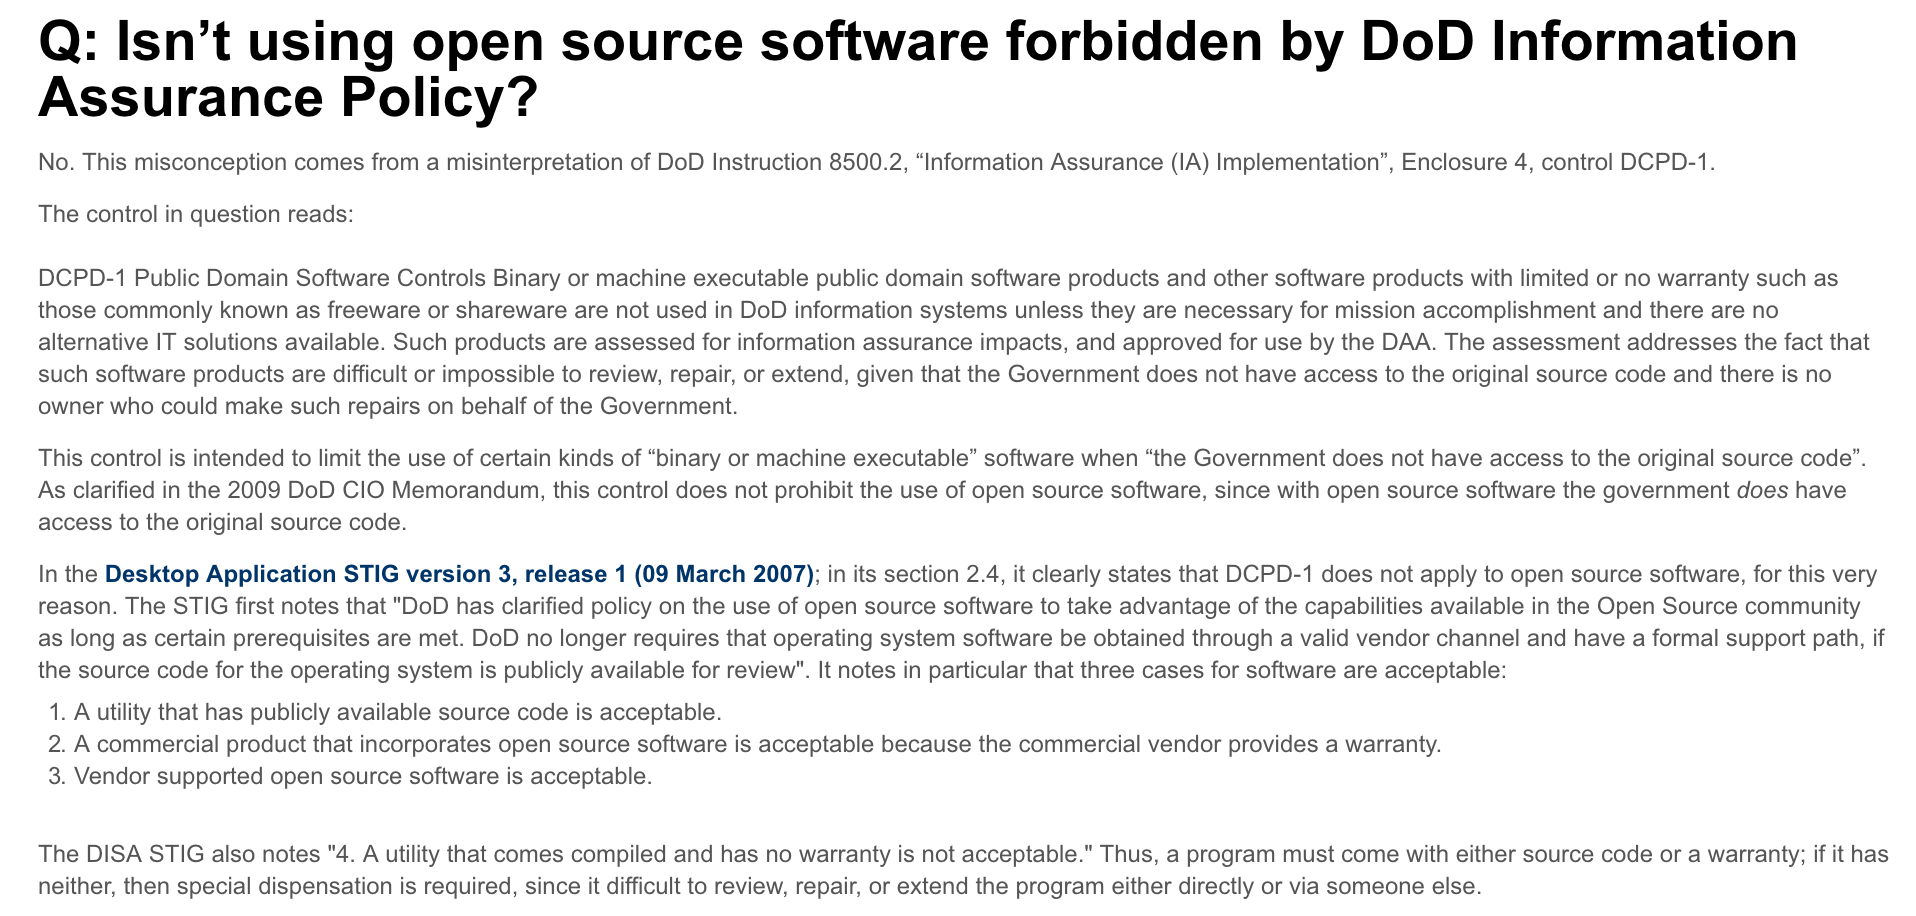 Q: Isn’t using open source software forbidden by DoD Information
Assurance Policy?
No. This misconception comes from a misinterpretation of DoD Instruction 8500.2, “Information Assurance (IA) Implementation”, Enclosure 4, control DCPD-1.
The control in question reads:
DCPD-1 Public Domain Software Controls Binary or machine executable public domain software products and other software products with limited or no warranty such as
those commonly known as freeware or shareware are not used in DoD information systems unless they are necessary for mission accomplishment and there are no
alternative IT solutions available. Such products are assessed for information assurance impacts, and approved for use by the DAA. The assessment addresses the fact that
such software products are difficult or impossible to review, repair, or extend, given that the Government does not have access to the original source code and there is no
owner who could make such repairs on behalf of the Government.
This control is intended to limit the use of certain kinds of “binary or machine executable” software when “the Government does not have access to the original source code”.
As clarified in the 2009 DoD CIO Memorandum, this control does not prohibit the use of open source software, since with open source software the government does have
access to the original source code.
In the Desktop Application STIG version 3, release 1 (09 March 2007); in its section 2.4, it clearly states that DCPD-1 does not apply to open source software, for this very
reason. The STIG first notes that "DoD has clarified policy on the use of open source software to take advantage of the capabilities available in the Open Source community
as long as certain prerequisites are met. DoD no longer requires that operating system software be obtained through a valid vendor channel and have a formal support path, if
the source code for the operating system is publicly available for review". It notes in particular that three cases for software are acceptable:
1. A utility that has publicly available source code is acceptable.
2. A commercial product that incorporates open source software is acceptable because the commercial vendor provides a warranty.
3. Vendor supported open source software is acceptable.
The DISA STIG also notes "4. A utility that comes compiled and has no warranty is not acceptable." Thus, a program must come with either source code or a warranty; if it has
neither, then special dispensation is required, since it difficult to review, repair, or extend the program either directly or via someone else.